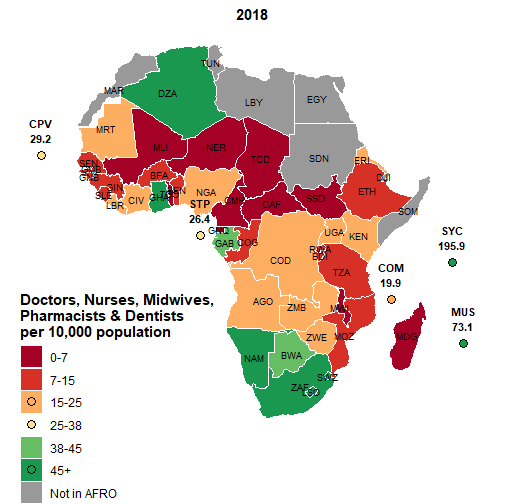 2018
TUN
MAR
DZA
LBY
EGY
CPV
29.2
MRT
MLI
NER
TCD
SDN
ERI
SEN
GNB
BFA
DJI
GIN
BEN
NGA
ETH
SLE
GHA
LBR
CIV
STP
26.4
CAF
SSD
SOM
GNQ
GAB
COG
UGA
KEN
SYC
195.9
RWA
BDI
COD
TZA
COM
19.9
Doctors, Nurses, Midwives,
Pharmacists & Dentists
per 10,000 population
AGO
ZMB
MUS
73.1
0-7
7-15
15-25
25-38
38-45
45+
Not in AFRO
ZWE
MOZ
MDG
NAM
BWA
SWZ
ZAF